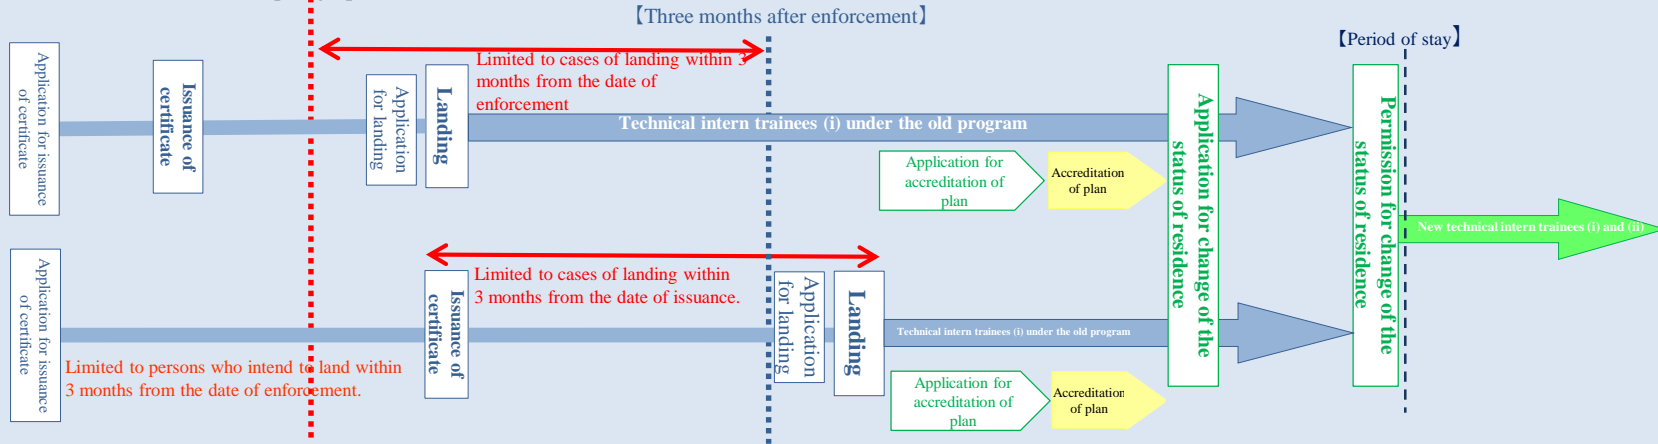 【Three months after enforcement】
【Period of stay】
Application for issuance
of certificate
Issuance of
certificate
Application
for landing
Landing
Limited to cases of landing within 3
months from the date of
enforcement
Technical intern trainees (i) under the old program
Application for
accreditation of
plan
Accreditation
of plan
Application for change of the
status of residence
Permission for change of the
status of residence
New technical intern trainees (i) and (ii)
Application for issuance
of certificate
Limited to persons who intend to land within
3 months from the date of enforcement.
Issuance of
certificate
Limited to cases of landing within
3 months from the date of issuance.
Application
for landing
Landing
Technical intern trainees (i) under the old program
Application for
accreditation of
plan
Accreditation
of plan